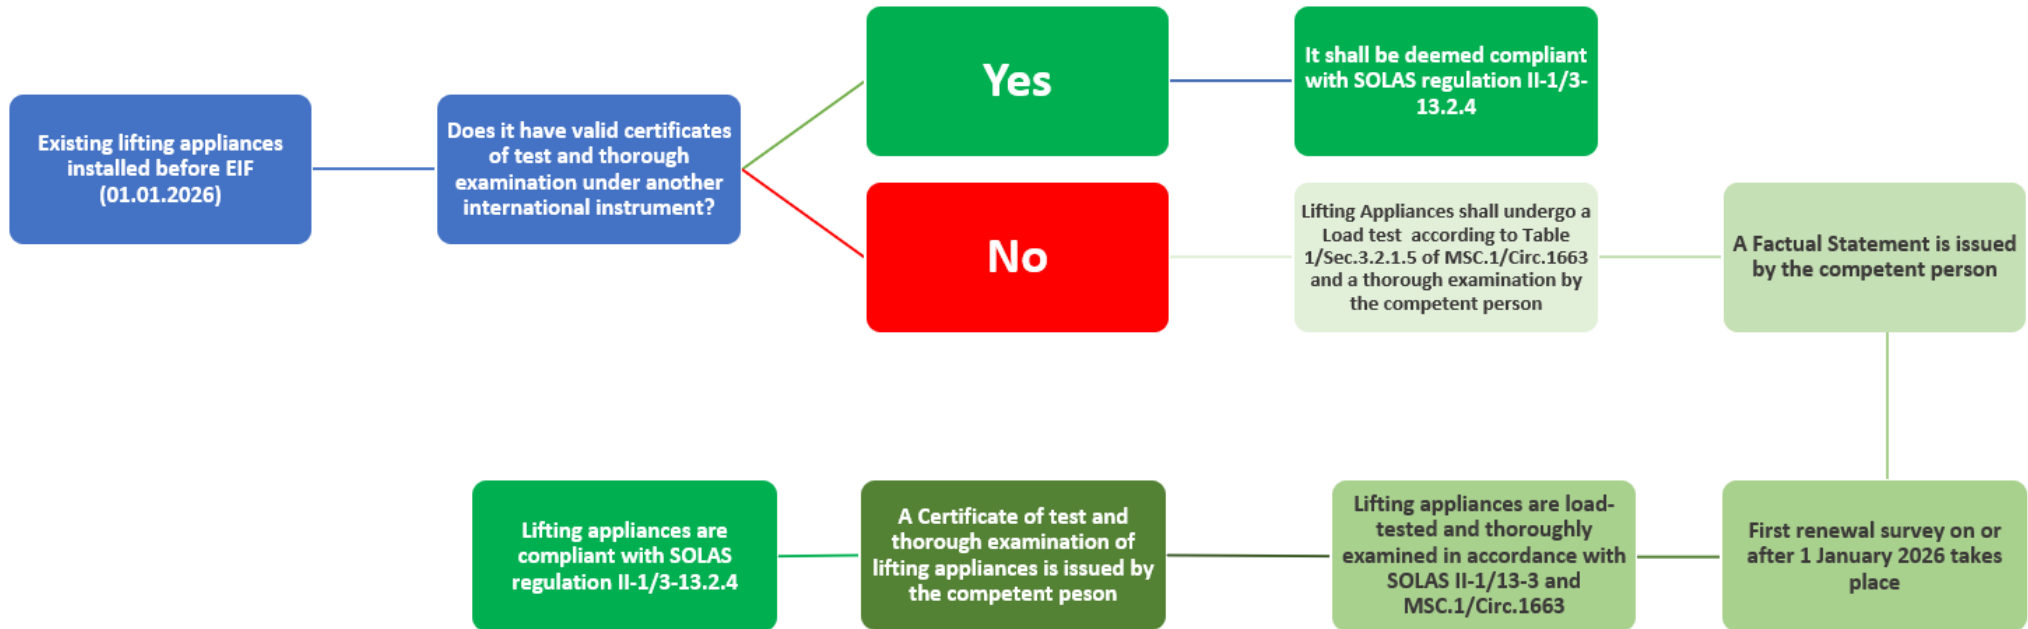 Existing lifting appliances
installed before EIF
(01.01.2026)
Does it have valid certificates
of test and thorough
examination under another
international instrument?
Yes
It shall be deemed compliant
with SOLAS regulation II-1/3-
13.2.4
No
Lifting Appliances shall undergo a
Load test according to Table
1/Sec.3.2.1.5 of MSC.1/Circ.1663
and a thorough examination by
the competent person
A Factual Statement is issued
by the competent person
First renewal survey on or
after 1 January 2026 takes
place
Lifting appliances are load-
tested and thoroughly
examined in accordance with
SOLAS II-1/13-3 and
MSC.1/Circ.1663
A Certificate of test and
thorough examination of
lifting appliances is issued by
the competent peson
Lifting appliances are
compliant with SOLAS
regulation II-1/3-13.2.4